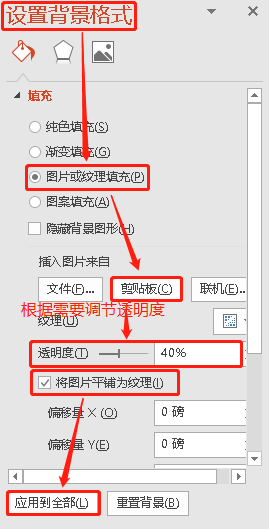 设置背景格式
填充
纯色填充(S)
渐变填充(G)
图片或纹理填充(P)
图案填充(A)
隐藏背景图形(H)
插入图片来自
文件(F)... 剪贴板(C) 联机(E)...
根据需要调节透明度
纹理(U)
透明度(T) 40%
将图片平铺为纹理(I)
偏移量 X (O) 0 磅
偏移量 Y(E) 0 磅
应用到全部(L) 重置背景(B)